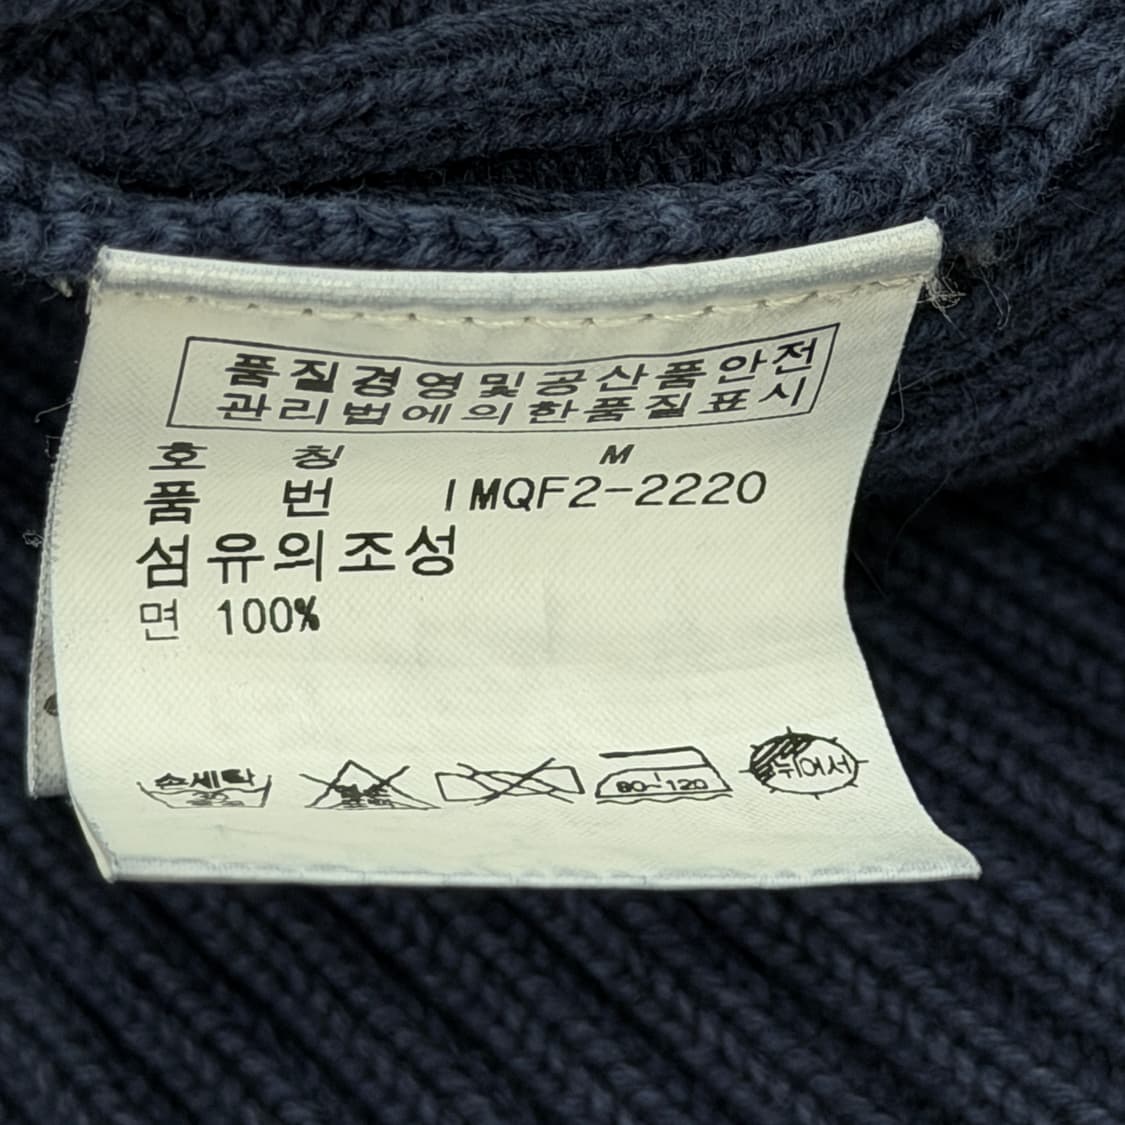 품질경영및공산품안전
관리법에의한품질표시
호 칭 M
품 번 IMQF2-2220
섬유의조성
면 100%
손세탁
80~120
뉘어서